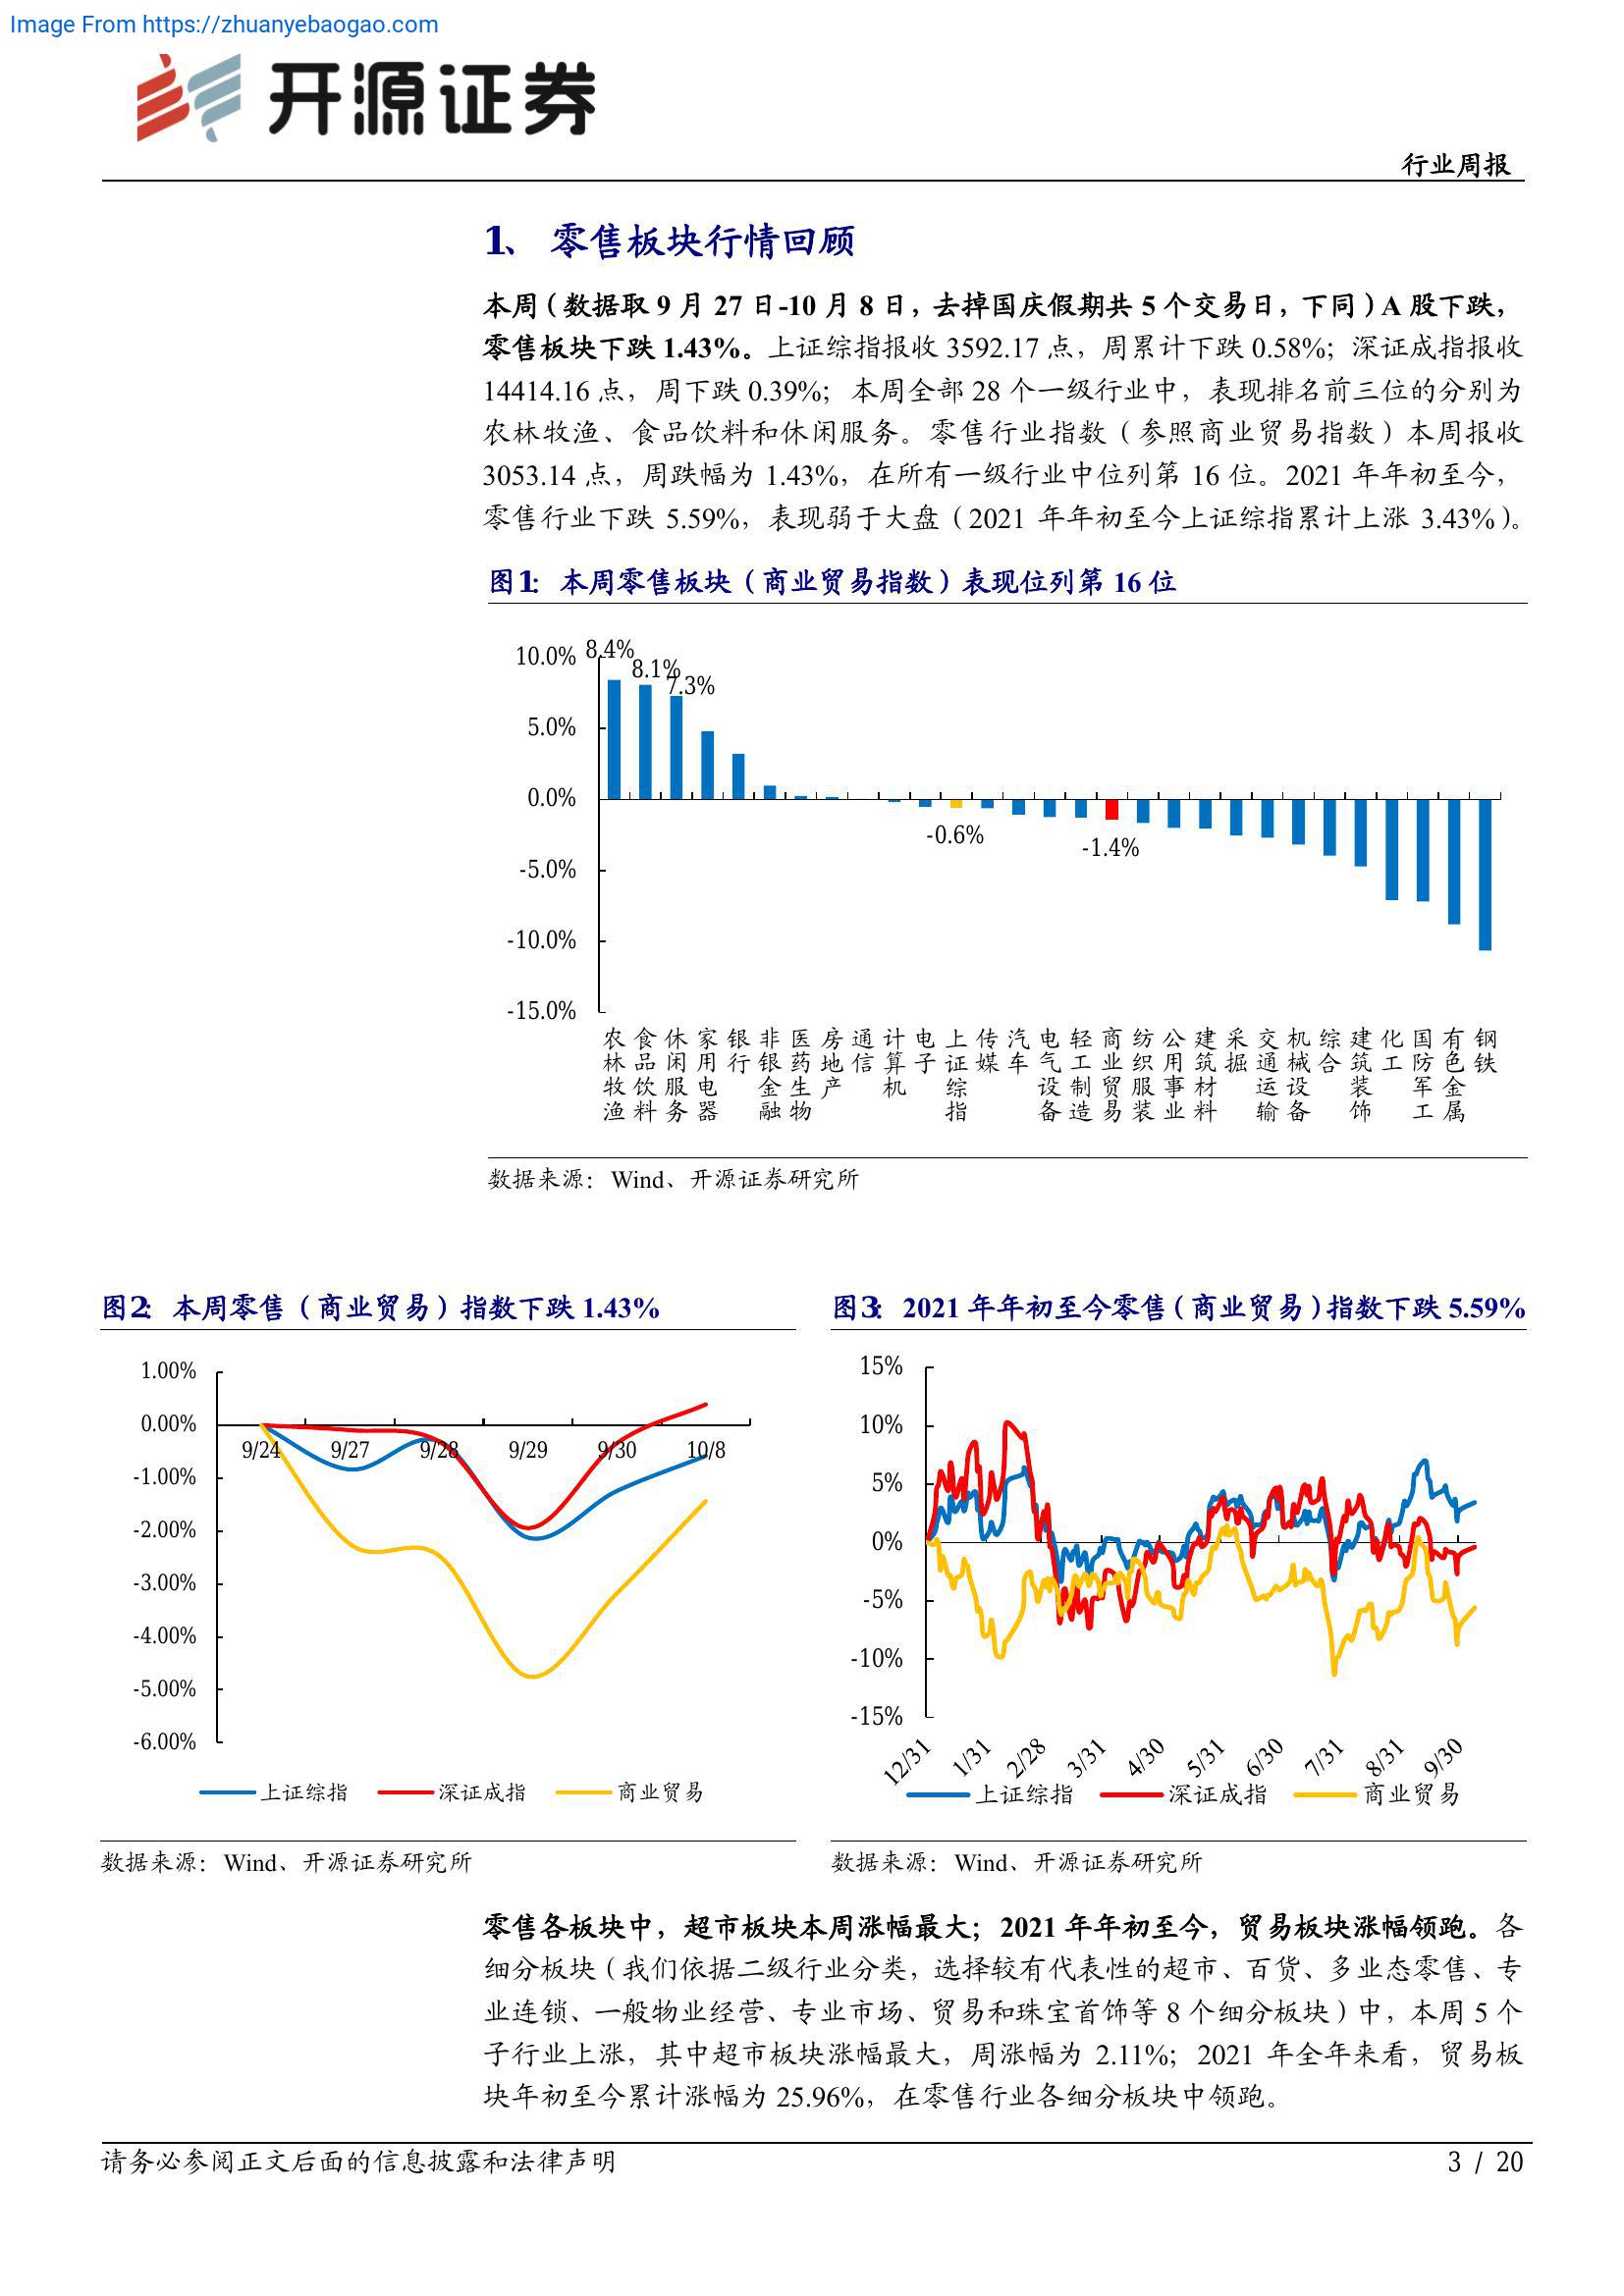 Image From https://zhuanyebaogao.com
开源证券
行业周报
1、 零售板块行情回顾
本周（数据取 9 月 27 日-10 月 8 日，去掉国庆假期共 5 个交易日，下同）A 股下跌，
零售板块下跌 1.43%。上证综指报收 3592.17 点，周累计下跌 0.58%；深证成指报收
14414.16 点，周下跌 0.39%；本周全部 28 个一级行业中，表现排名前三位的分别为
农林牧渔、食品饮料和休闲服务。零售行业指数（参照商业贸易指数）本周报收
3053.14 点，周跌幅为 1.43%，在所有一级行业中位列第 16 位。2021 年年初至今，
零售行业下跌 5.59%，表现弱于大盘（2021 年年初至今上证综指累计上涨 3.43%）。
图1： 本周零售板块（商业贸易指数）表现位列第 16 位
10.0%
5.0%
0.0%
-5.0%
-10.0%
-15.0%
8.4%
8.1%
7.3%
-0.6%
-1.4%
农林牧渔
食品饮料
休闲服务
家用电器
银行
非银金融
医药生物
房地产
通信
计算机
电子
上证综指
传媒
汽车
电气设备
轻工制造
商业贸易
纺织服装
公用事业
建筑材料
采掘
交通运输
机械设备
综合
建筑装饰
化工
国防军工
有色金属
钢铁
数据来源：Wind、开源证券研究所
图2： 本周零售（商业贸易）指数下跌 1.43%
1.00%
0.00%
-1.00%
-2.00%
-3.00%
-4.00%
-5.00%
-6.00%
9/24 9/27 9/28 9/29 9/30 10/8
上证综指 深证成指 商业贸易
数据来源：Wind、开源证券研究所
图3： 2021 年年初至今零售（商业贸易）指数下跌 5.59%
15%
10%
5%
0%
-5%
-10%
-15%
12/31 1/31 2/28 3/31 4/30 5/31 6/30 7/31 8/31 9/30
上证综指 深证成指 商业贸易
数据来源：Wind、开源证券研究所
零售各板块中，超市板块本周涨幅最大；2021 年年初至今，贸易板块涨幅领跑。各
细分板块（我们依据二级行业分类，选择较有代表性的超市、百货、多业态零售、专
业连锁、一般物业经营、专业市场、贸易和珠宝首饰等 8 个细分板块）中，本周 5 个
子行业上涨，其中超市板块涨幅最大，周涨幅为 2.11%；2021 年全年来看，贸易板
块年初至今累计涨幅为 25.96%，在零售行业各细分板块中领跑。
请务必参阅正文后面的信息披露和法律声明
3 / 20